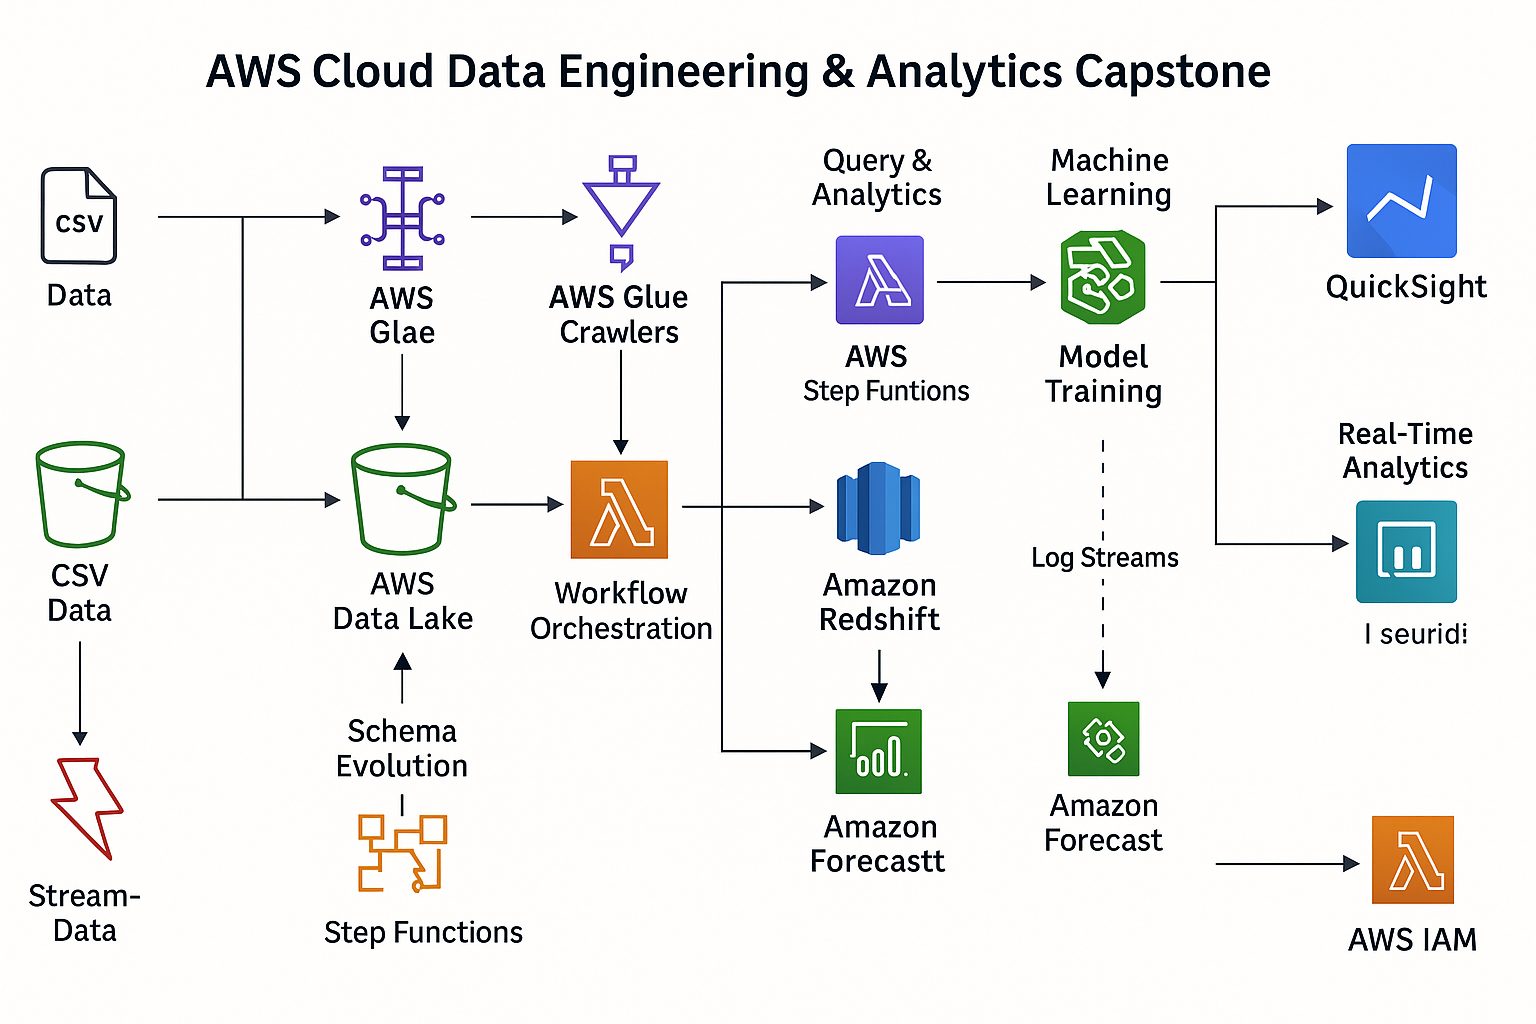 AWS Cloud Data Engineering & Analytics Capstone
CSV
Data
AWS
Glae
AWS Glue
Crawlers
Query &
Analytics
AWS
Step Funtions
Machine
Learning
Model
Training
QuickSight
CSV
Data
AWS
Data Lake
Workflow
Orchestration
Amazon
Redshift
Log Streams
Real-Time
Analytics
I seurid!
Schema
Evolution
Stream-
Data
Step Functions
Amazon
Forecastt
Amazon
Forecast
AWS IAM